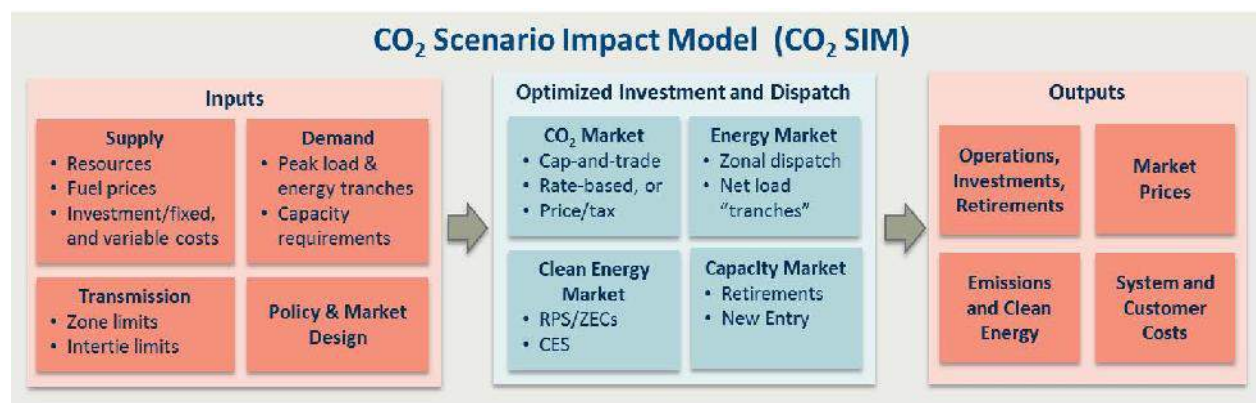 CO₂ Scenario Impact Model (CO₂ SIM)
Inputs
Supply
• Resources
• Fuel prices
• Investment/fixed,
and variable costs
Demand
• Peak load &
energy tranches
• Capacity
requirements
Transmission
• Zone limits
• Intertie limits
Policy & Market
Design
Optimized Investment and Dispatch
CO₂ Market
• Cap-and-trade
• Rate-based, or
• Price/tax
Energy Market
• Zonal dispatch
• Net load
“tranches”
Clean Energy
Market
• RPS/ZECs
• CES
Capacity Market
• Retirements
• New Entry
Outputs
Operations,
Investments,
Retirements
Market
Prices
Emissions
and Clean
Energy
System and
Customer
Costs